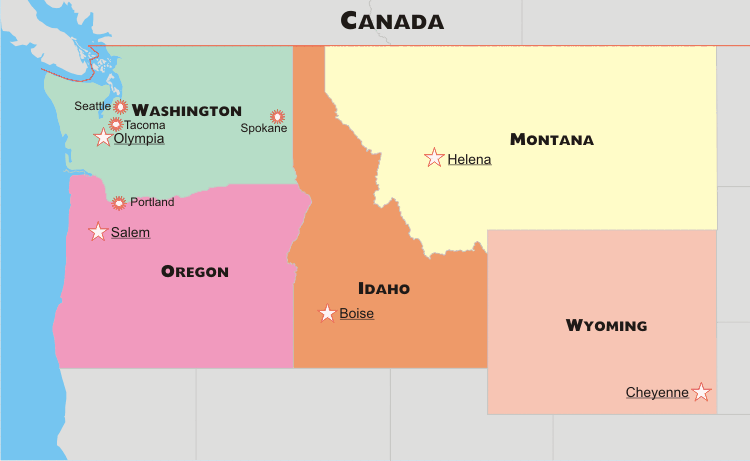 CANADA
Seattle
WASHINGTON
Tacoma
Spokane
Olympia
MONTANA
Helena
Portland
Salem
OREGON
IDAHO
Boise
WYOMING
Cheyenne